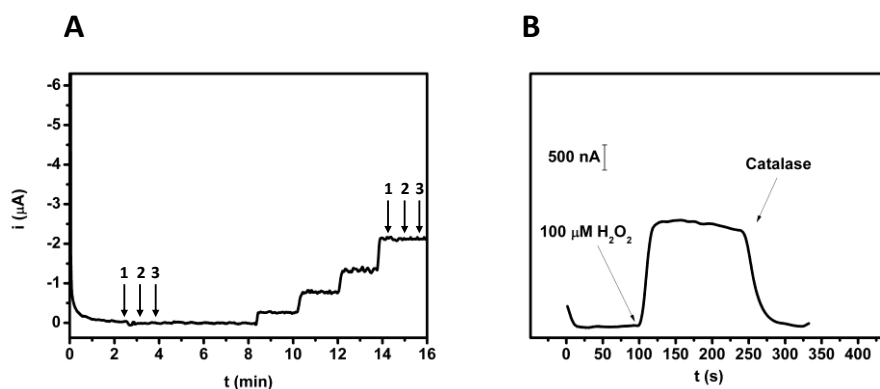 A
-6
-5
-4
-3
-2
-1
0
i (μA)
1 2 3
1 2 3
0 2 4 6 8 10 12 14 16
t (min)
B
500 nA
Catalase
100 μM H₂O₂
0 50 100 150 200 250 300 350 400
t (s)